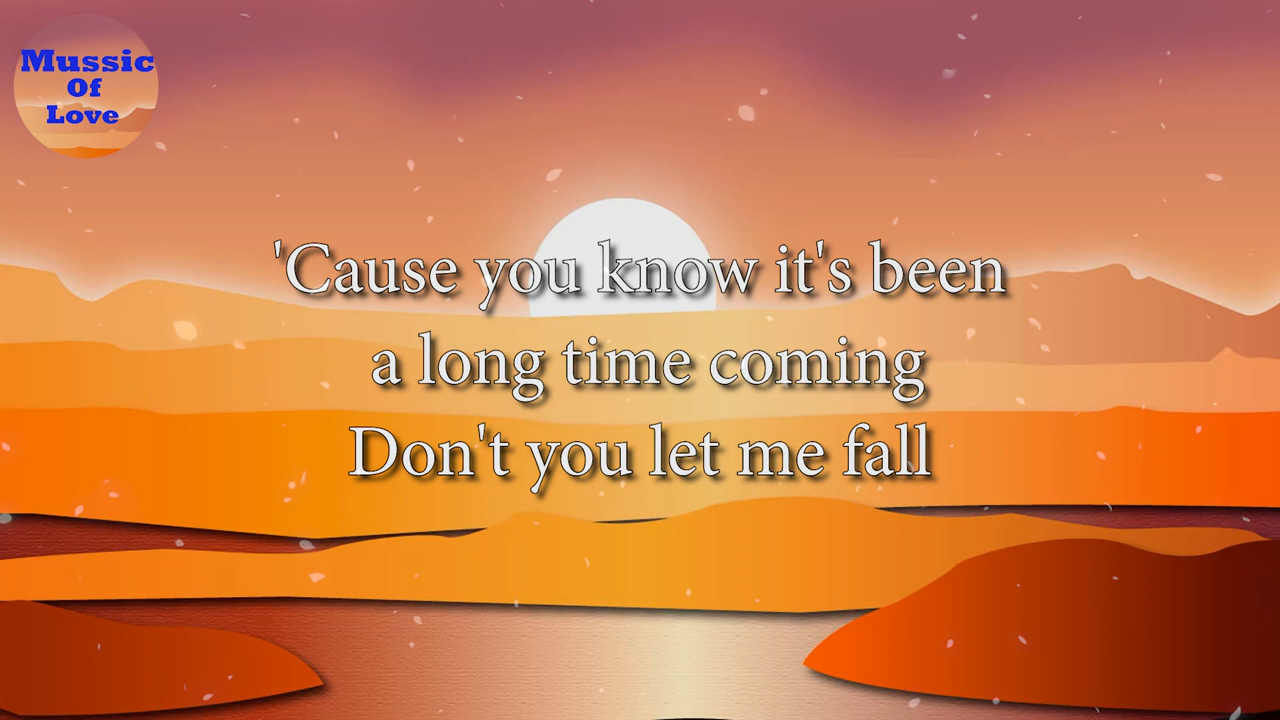 Mussic
Of
Love
'Cause you know it's been
a long time coming
Don't you let me fall